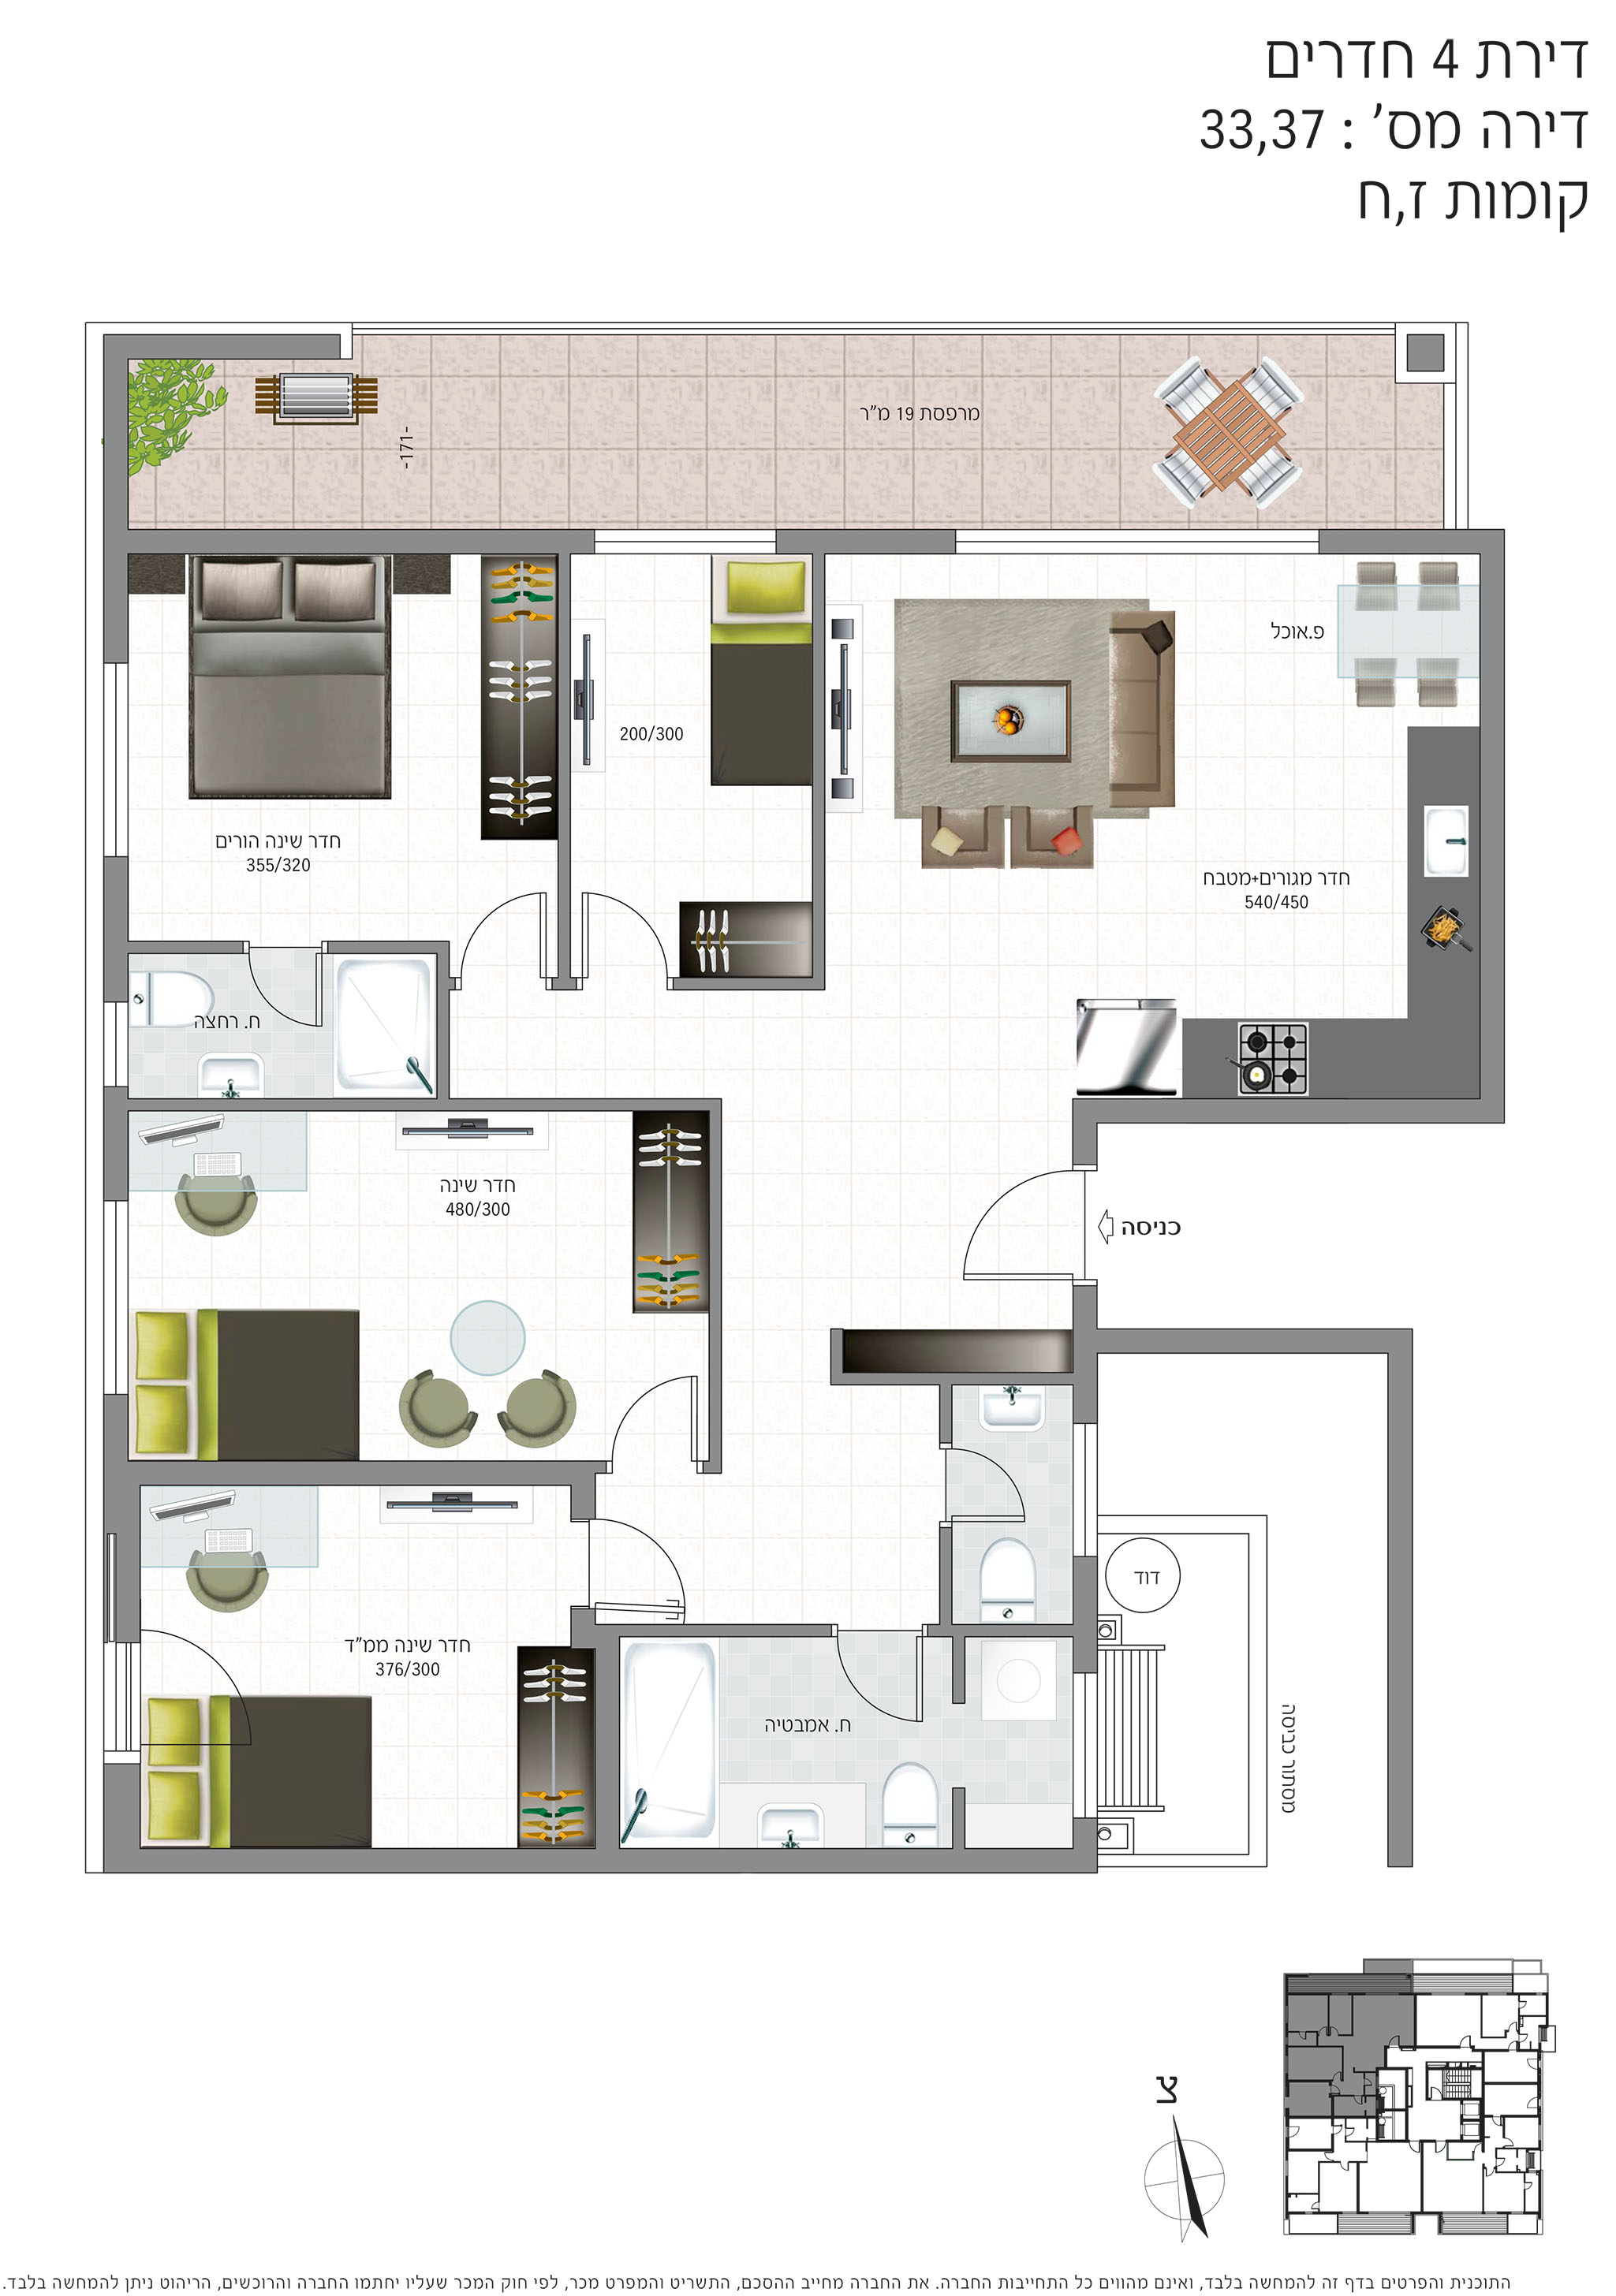 דירת 4 חדרים
דירה מס' : 33,37
קומות ז,ח
מרפסת 19 מ"ר
-171-
פ.אוכל
200/300
חדר שינה הורים
355/320
חדר מגורים+מטבח
540/450
ח. רחצה
חדר שינה
480/300
כניסה
דוד
חדר שינה ממ"ד
376/300
ח. אמבטיה
מסתור כביסה
צ
התוכנית והפרטים בדף זה להמחשה בלבד, ואינם מהווים כל התחייבות החברה. את החברה מחייב ההסכם, התשריט והמפרט מכר, לפי חוק המכר שעליו יחתמו החברה והרוכשים, הריהוט ניתן להמחשה בלבד.